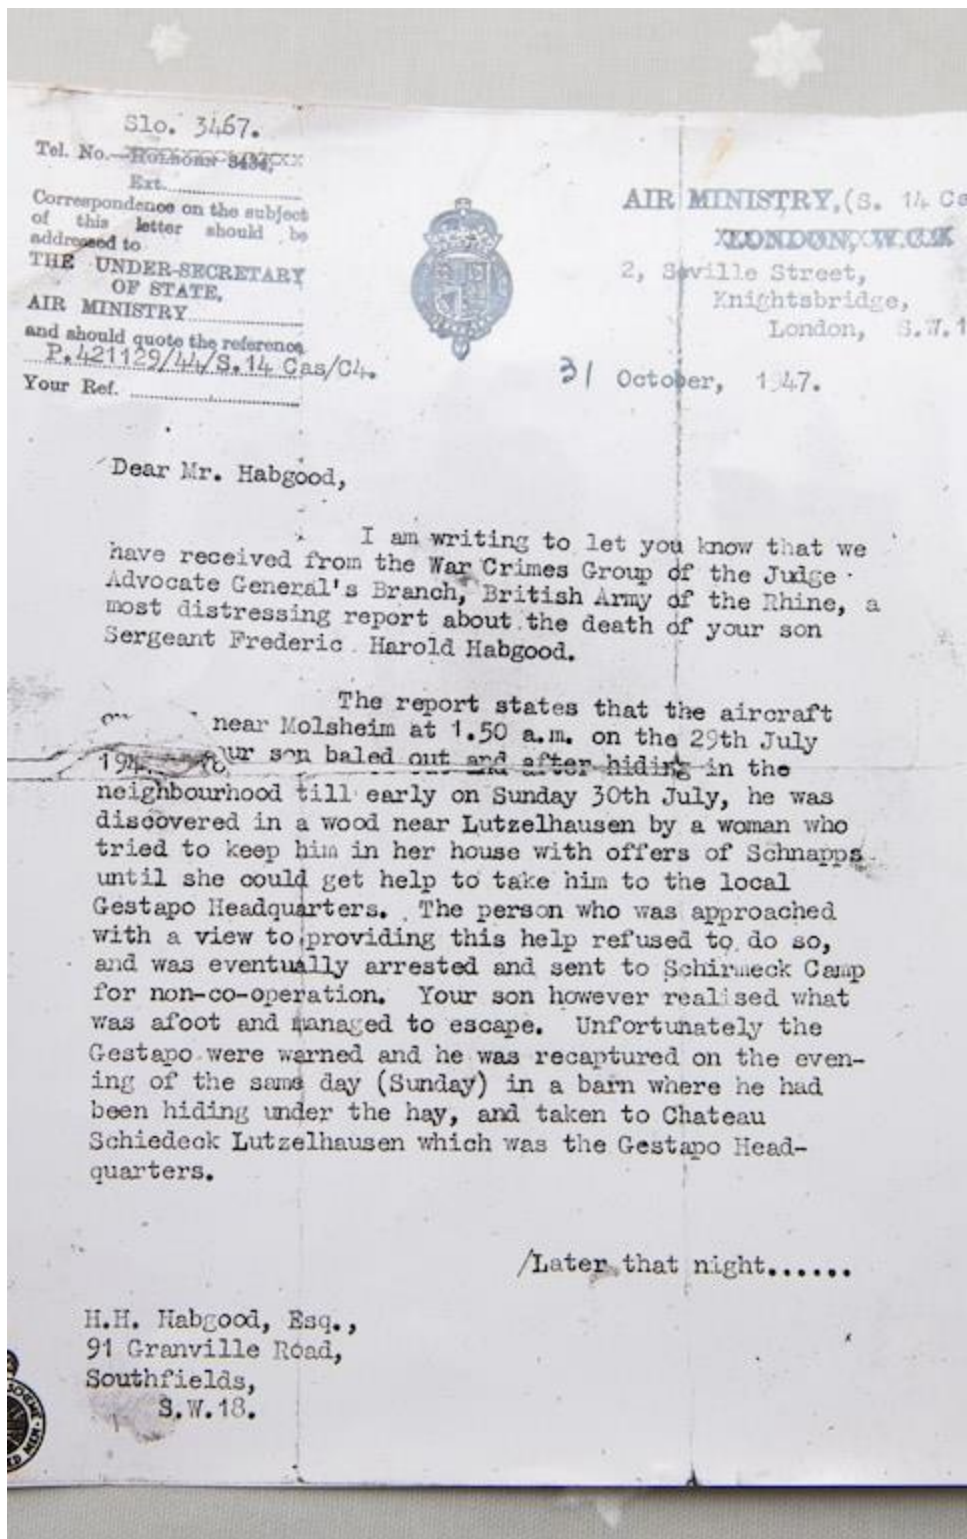 Slo. 3467.
Tel. No.—HOLBORN 3434,
Ext.
Correspondence on the subject
of this letter should be
addressed to
THE UNDER-SECRETARY
OF STATE,
AIR MINISTRY
and should quote the reference
P.421129/44/S.14 Cas/C4.
Your Ref.
AIR MINISTRY,(S. 14 Ca
LONDON, W.C.2
2, Seville Street,
Knightsbridge,
London, S.W.1
31 October, 1947.
Dear Mr. Habgood,
I am writing to let you know that we
have received from the War Crimes Group of the Judge
Advocate General's Branch, British Army of the Rhine, a
most distressing report about the death of your son
Sergeant Frederic Harold Habgood.
The report states that the aircraft
near Molsheim at 1.50 a.m. on the 29th July
194 ur son baled out and after hiding in the
neighbourhood till early on Sunday 30th July, he was
discovered in a wood near Lutzelhausen by a woman who
tried to keep him in her house with offers of Schnapps
until she could get help to take him to the local
Gestapo Headquarters. The person who was approached
with a view to providing this help refused to do so,
and was eventually arrested and sent to Schirmeck Camp
for non-co-operation. Your son however realised what
was afoot and managed to escape. Unfortunately the
Gestapo were warned and he was recaptured on the even-
ing of the same day (Sunday) in a barn where he had
been hiding under the hay, and taken to Chateau
Schiedeck Lutzelhausen which was the Gestapo Head-
quarters.
/Later that night......
H.H. Habgood, Esq.,
91 Granville Road,
Southfields,
S.W.18.